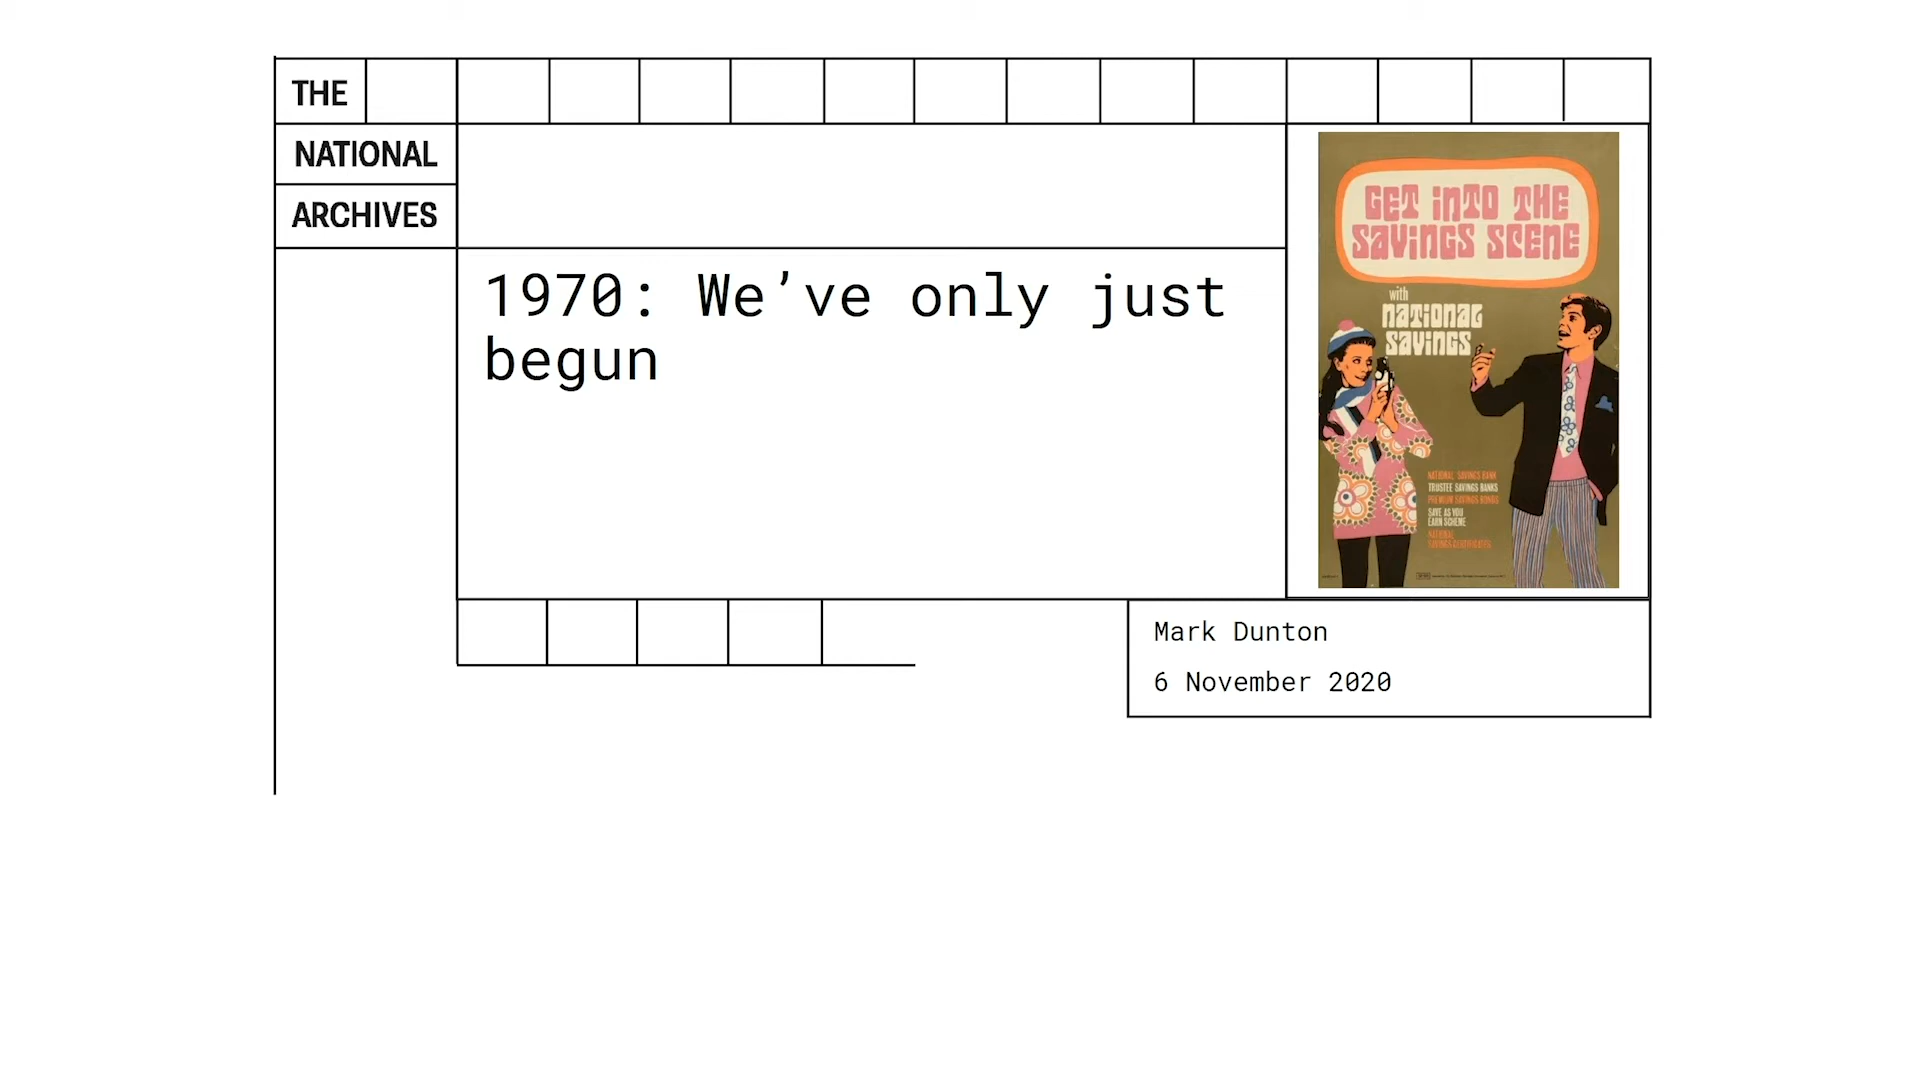 THE
NATIONAL
ARCHIVES
1970: We’ve only just
begun
GET INTO THE
SAVINGS SCENE
with
NATIONAL
SAVINGS
NATIONAL SAVINGS BANK
TRUSTEE SAVINGS BANKS
PREMIUM SAVINGS BONDS
SAVE AS YOU
EARN SCHEME
NATIONAL
SAVINGS CERTIFICATES
Mark Dunton
6 November 2020